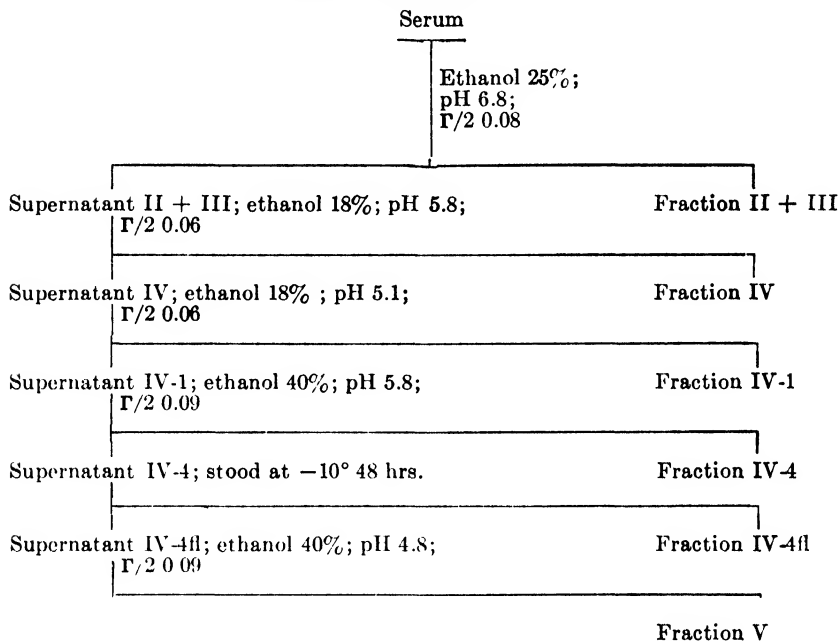 Serum
Ethanol 25%;
pH 6.8;
Γ/2 0.08
Supernatant II + III; ethanol 18%; pH 5.8;
Γ/2 0.06
Fraction II + III
Supernatant IV; ethanol 18% ; pH 5.1;
Γ/2 0.06
Fraction IV
Supernatant IV-1; ethanol 40%; pH 5.8;
Γ/2 0.09
Fraction IV-1
Supernatant IV-4; stood at −10° 48 hrs.
Fraction IV-4
Supernatant IV-4fl; ethanol 40%; pH 4.8;
Γ/2 0 09
Fraction IV-4fl
Fraction V